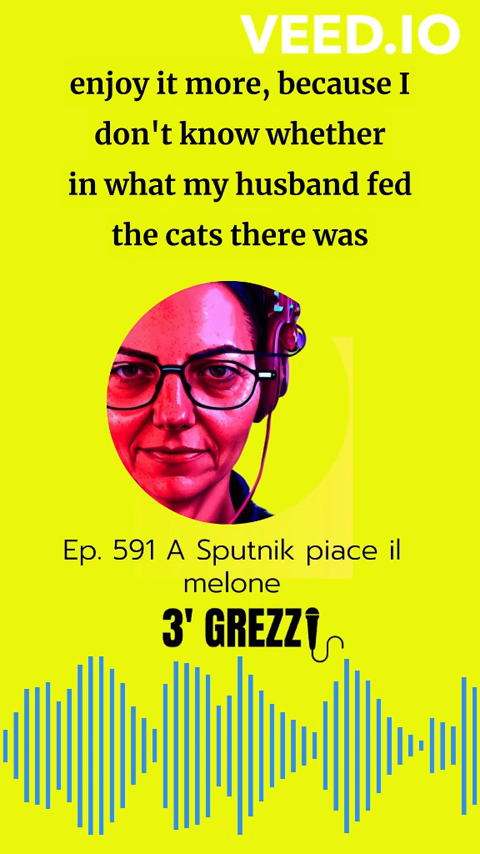 VEED.IO
enjoy it more, because I
don't know whether
in what my husband fed
the cats there was
Ep. 591 A Sputnik piace il
melone
3' GREZZI